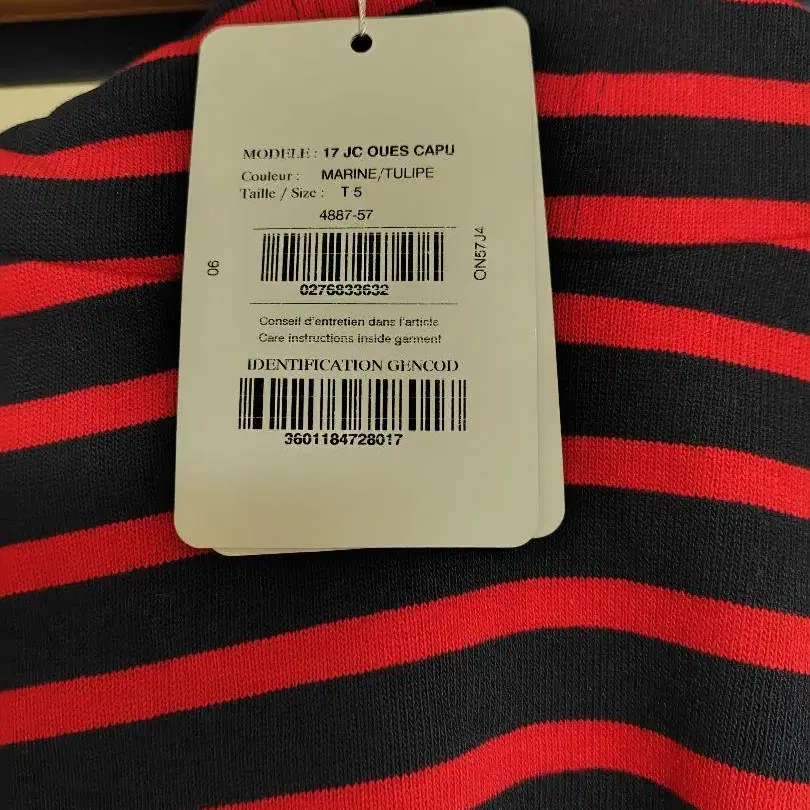 MODELE : 17 JC OUES CAPU
Couleur : MARINE/TULIPE
Taille / Size : T 5
4887-57
06
ON57J4
0276833632
Conseil d'entretien dans l'article
Care instructions inside garment
IDENTIFICATION GENCOD
3601184728017